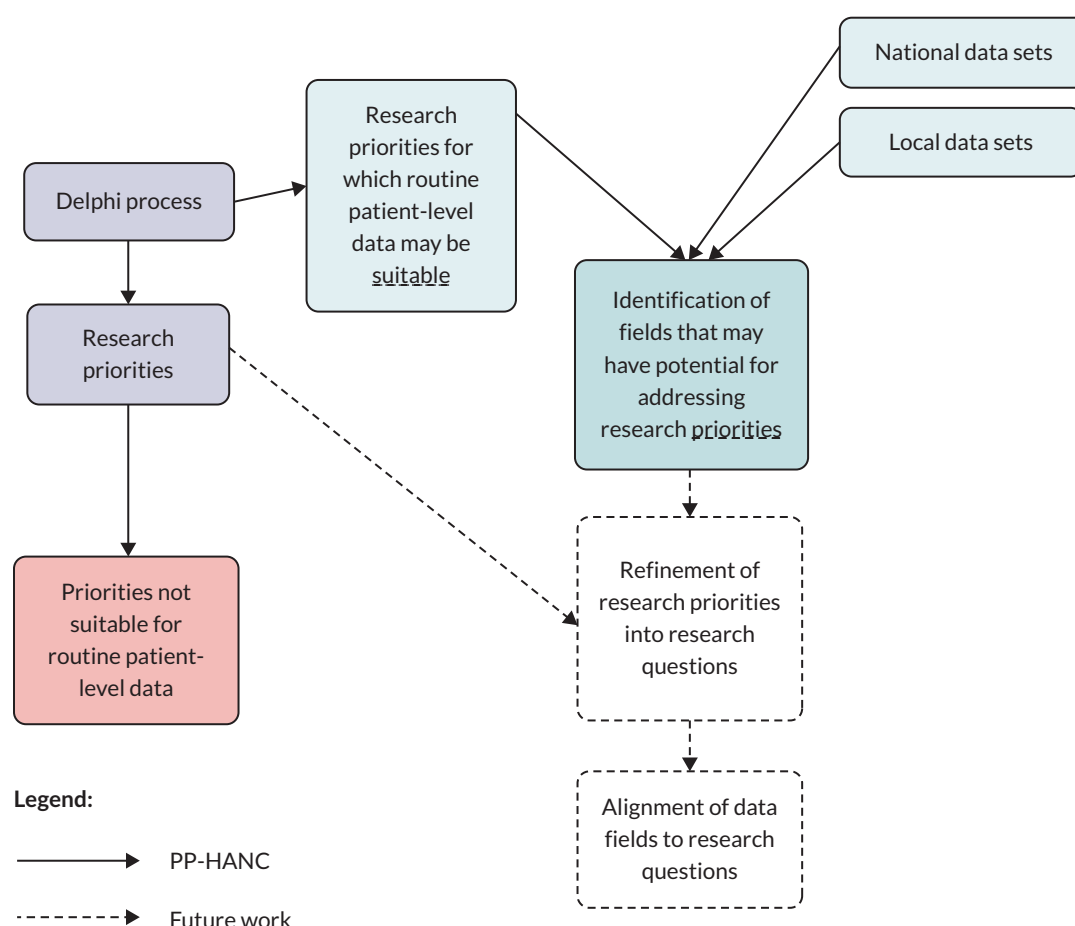 National data sets
Local data sets
Research
priorities for
which routine
patient-level
data may be
suitable
Delphi process
Research
priorities
Identification of
fields that may
have potential for
addressing
research priorities
Priorities not
suitable for
routine patient-
level data
Refinement of
research priorities
into research
questions
Alignment of data
fields to research
questions
Legend:
PP-HANC
Future work